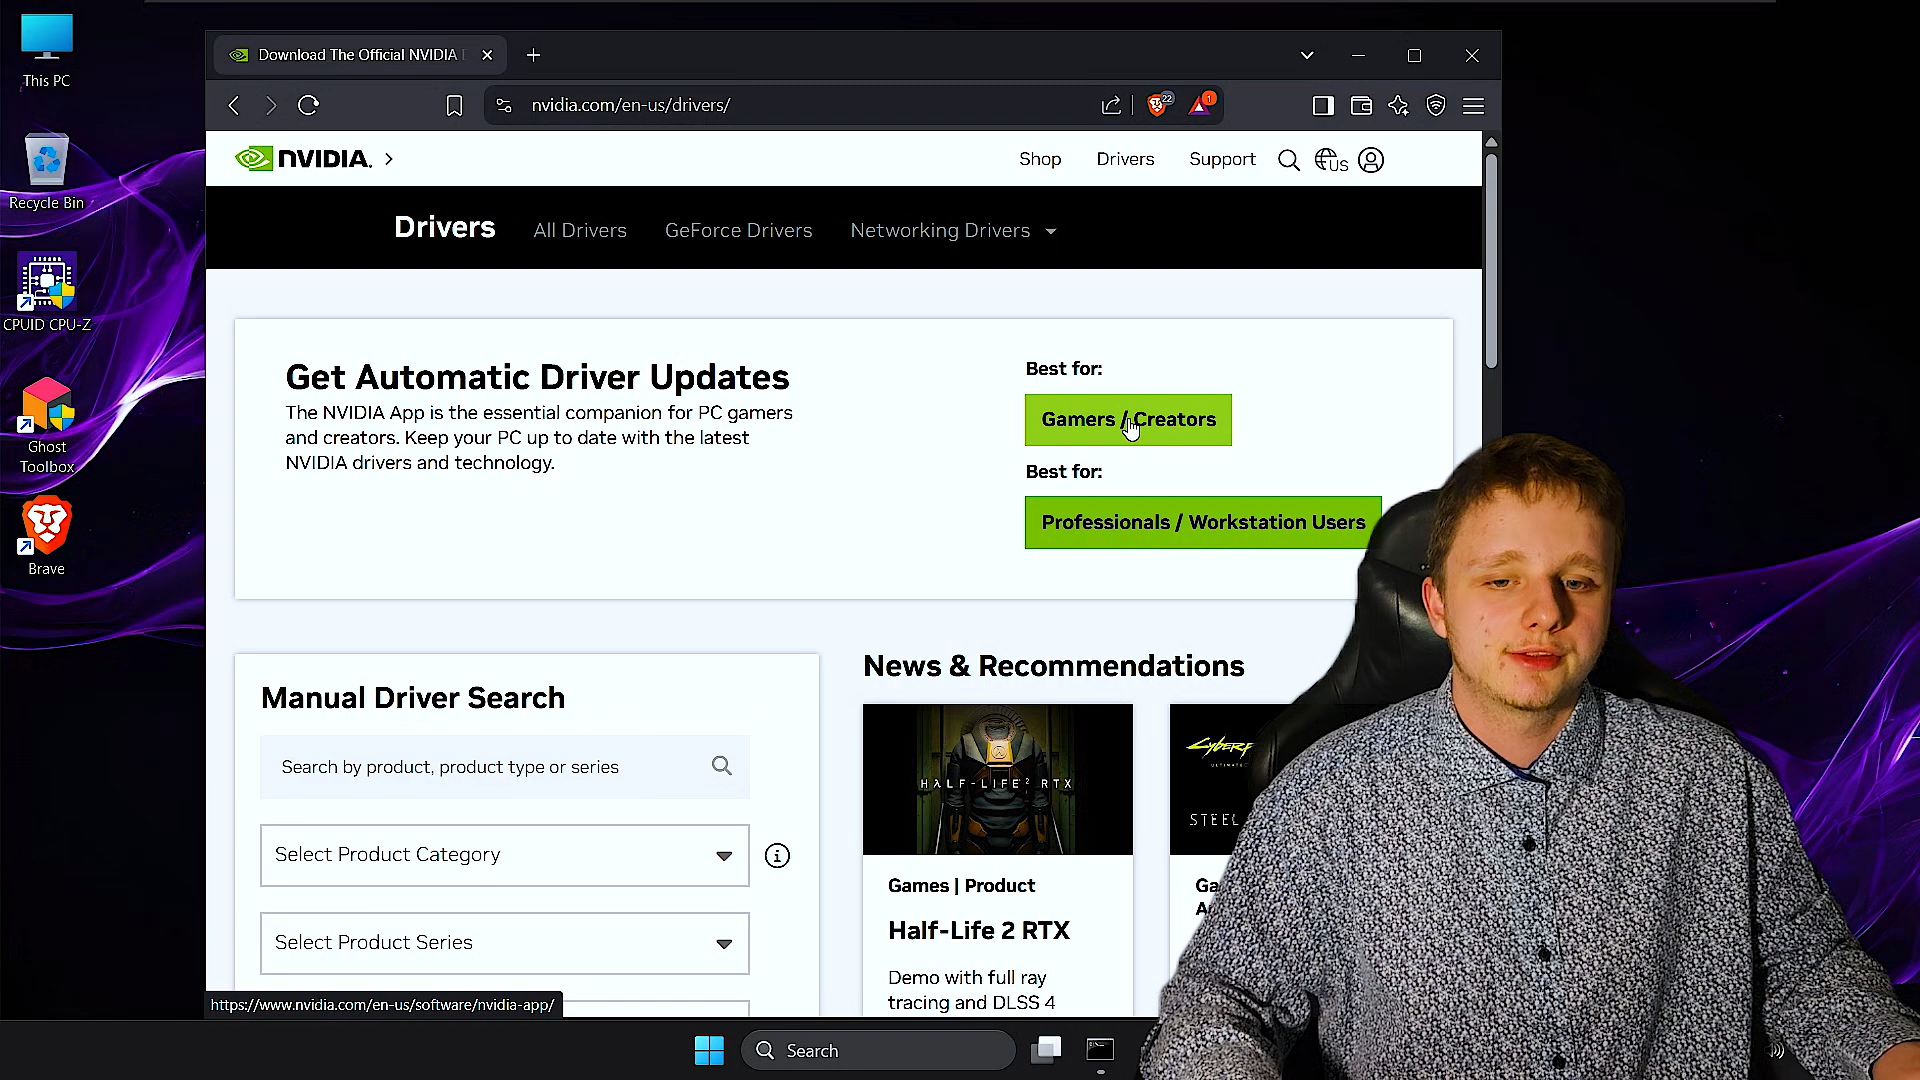 This PC
Recycle Bin
CPUID CPU-Z
Ghost
Toolbox
Brave
Download The Official NVIDIA
nvidia.com/en-us/drivers/
22
1
NVIDIA.
Shop
Drivers
Support
US
Drivers
All Drivers
GeForce Drivers
Networking Drivers
Get Automatic Driver Updates
The NVIDIA App is the essential companion for PC gamers
and creators. Keep your PC up to date with the latest
NVIDIA drivers and technology.
Best for:
Gamers / Creators
Best for:
Professionals / Workstation Users
Manual Driver Search
Search by product, product type or series
Select Product Category
Select Product Series
News & Recommendations
HALF-LIFE 2 RTX
Games | Product
Half-Life 2 RTX
Demo with full ray
tracing and DLSS 4
STEEL
https://www.nvidia.com/en-us/software/nvidia-app/
Search